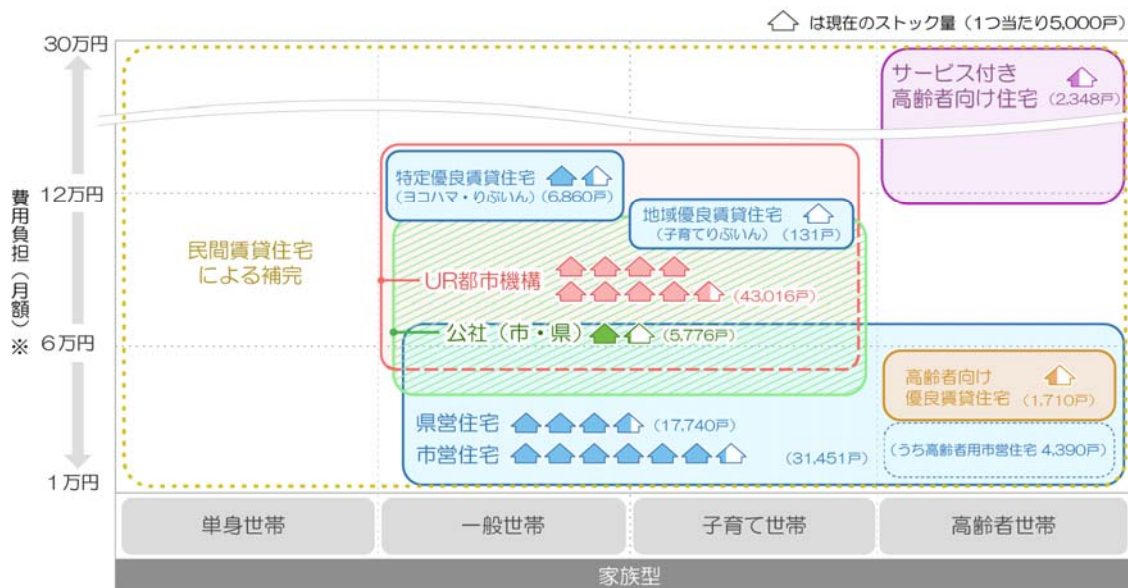 は現在のストック量（1つ当たり5,000戸）
30万円
12万円
6万円
1万円
費用負担（月額）※
サービス付き
高齢者向け住宅（2,348戸）
特定優良賃貸住宅
（ヨコハマ・りぶいん）（6,860戸）
地域優良賃貸住宅
（子育てりぶいん）（131戸）
民間賃貸住宅
による補完
UR都市機構
（43,016戸）
公社（市・県）（5,776戸）
高齢者向け
優良賃貸住宅（1,710戸）
県営住宅（17,740戸）
市営住宅（31,451戸）
（うち高齢者用市営住宅 4,390戸）
単身世帯
一般世帯
子育て世帯
高齢者世帯
家族型